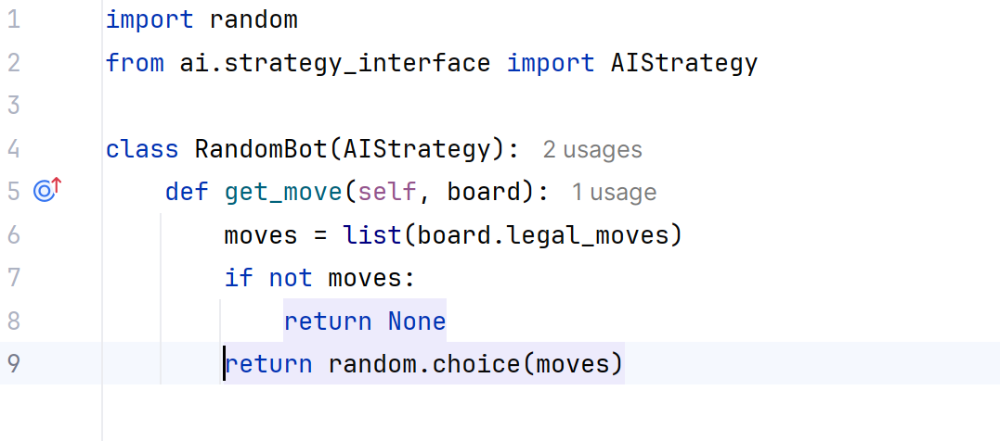 1 import random
2 from ai.strategy_interface import AIStrategy
3
4 class RandomBot(AIStrategy): 2 usages
5     def get_move(self, board): 1 usage
6         moves = list(board.legal_moves)
7         if not moves:
8             return None
9         return random.choice(moves)